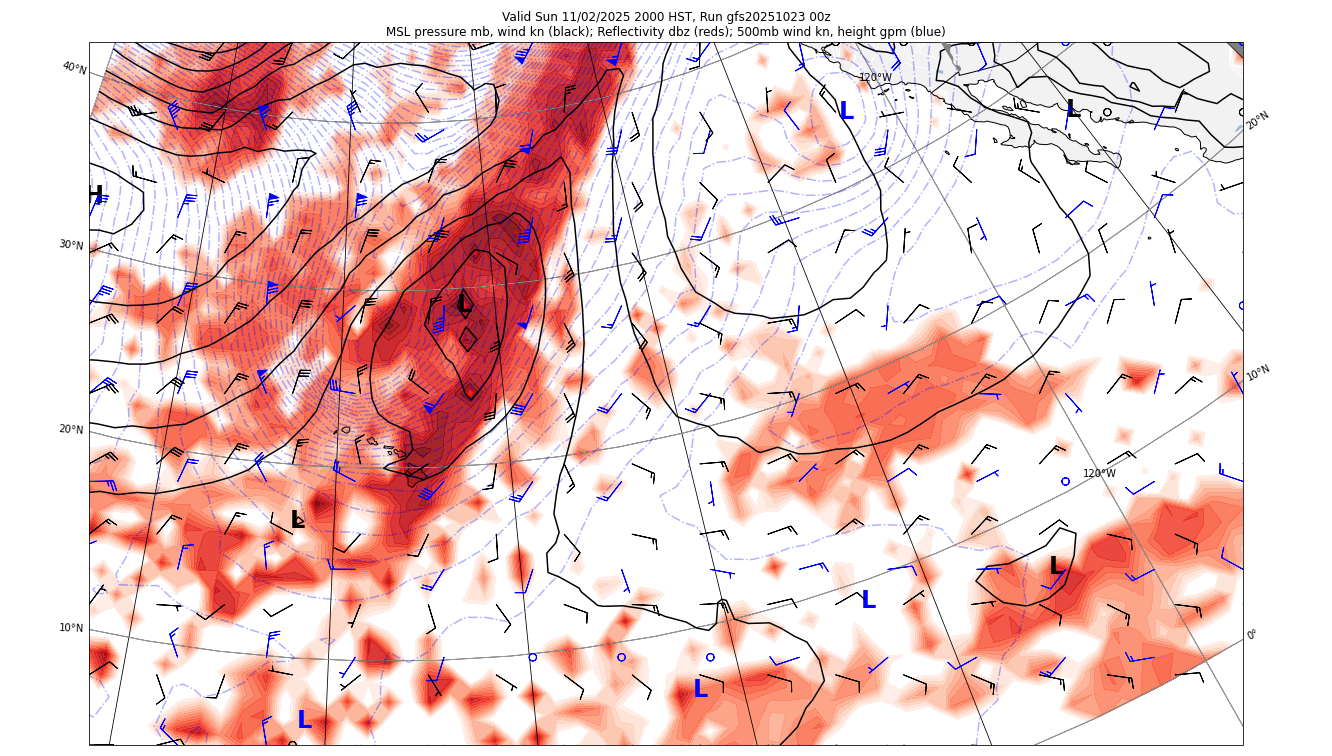 Valid Sun 11/02/2025 2000 HST, Run gfs20251023 00z
MSL pressure mb, wind kn (black); Reflectivity dbz (reds); 500mb wind kn, height gpm (blue)
40°N
120°W
L
L
20°N
H
30°N
L
10°N
20°N
120°W
L
L
L
10°N
0°
L
L